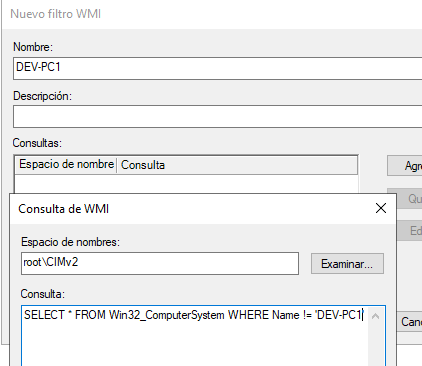 Nuevo filtro WMI
Nombre:
DEV-PC1
Descripción:
Consultas:
Espacio de nombre Consulta
Agre
Qu
Ed
Consulta de WMI
Espacio de nombres:
root\CIMv2
Examinar...
Consulta:
SELECT * FROM Win32_ComputerSystem WHERE Name != 'DEV-PC1
Canc